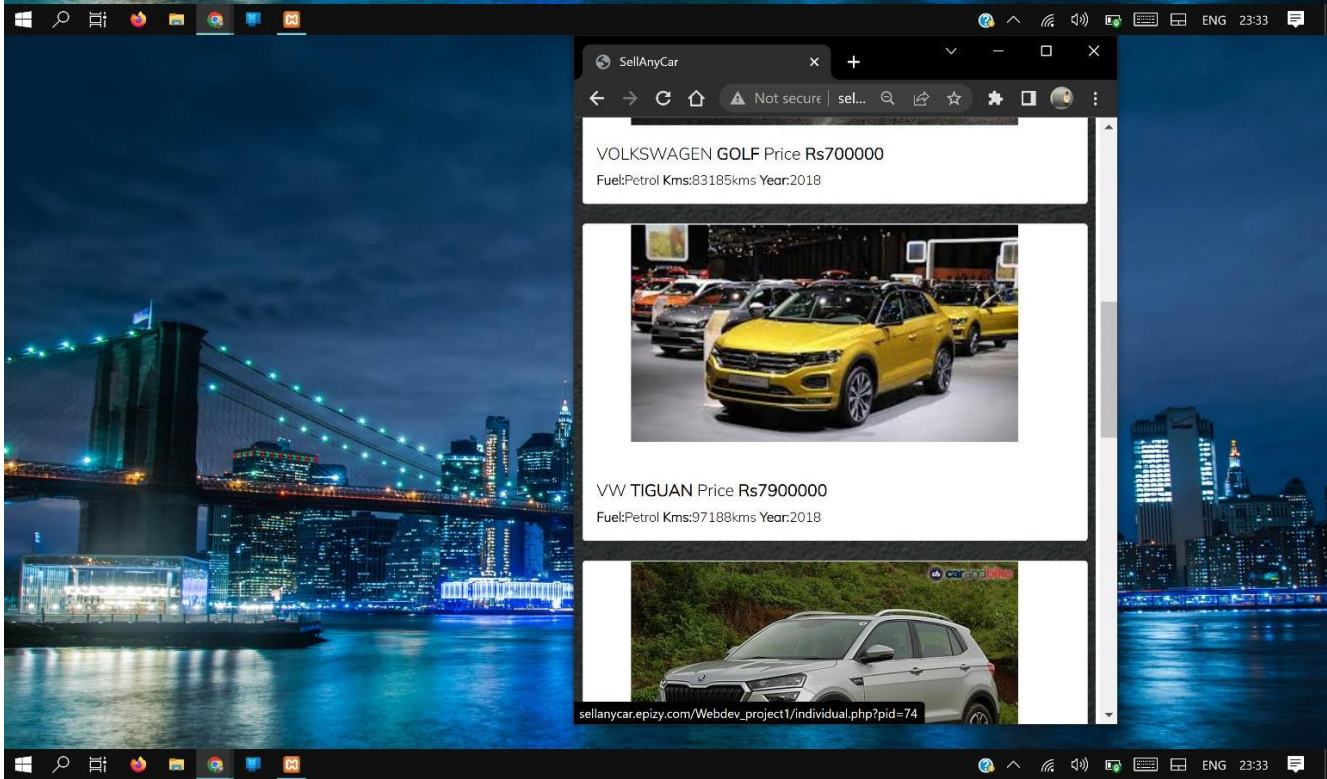 ENG 23:33
SellAnyCar
Not secure sel...
VOLKSWAGEN GOLF Price Rs700000
Fuel:Petrol Kms:83185kms Year:2018
VW TIGUAN Price Rs7900000
Fuel:Petrol Kms:97188kms Year:2018
carandbike
sellanycar.epizy.com/Webdev_project1/individual.php?pid=74
ENG 23:33